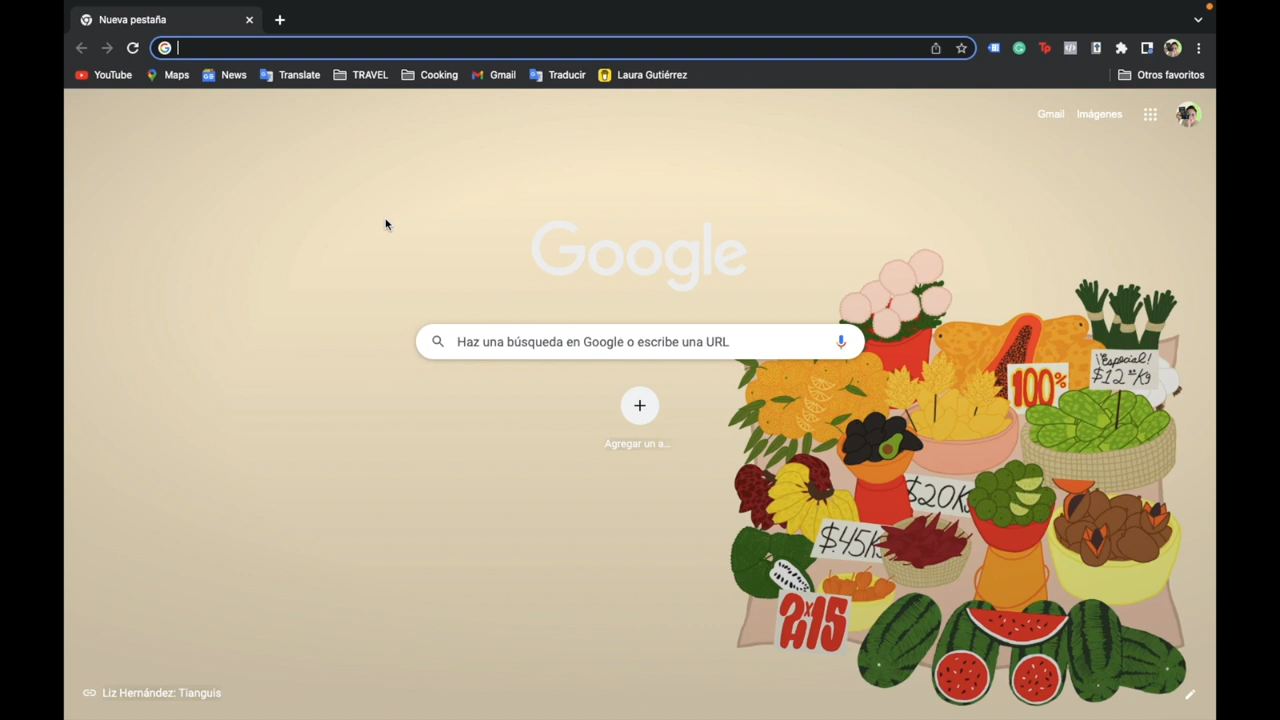 Nueva pestaña
YouTube Maps News Translate TRAVEL Cooking Gmail Traducir Laura Gutiérrez Otros favoritos
Gmail Imágenes
Google
Haz una búsqueda en Google o escribe una URL
Agregar un a...
¡Especial!
$12 Kg
100%
$20K
$45K
2x15
Liz Hernández: Tianguis